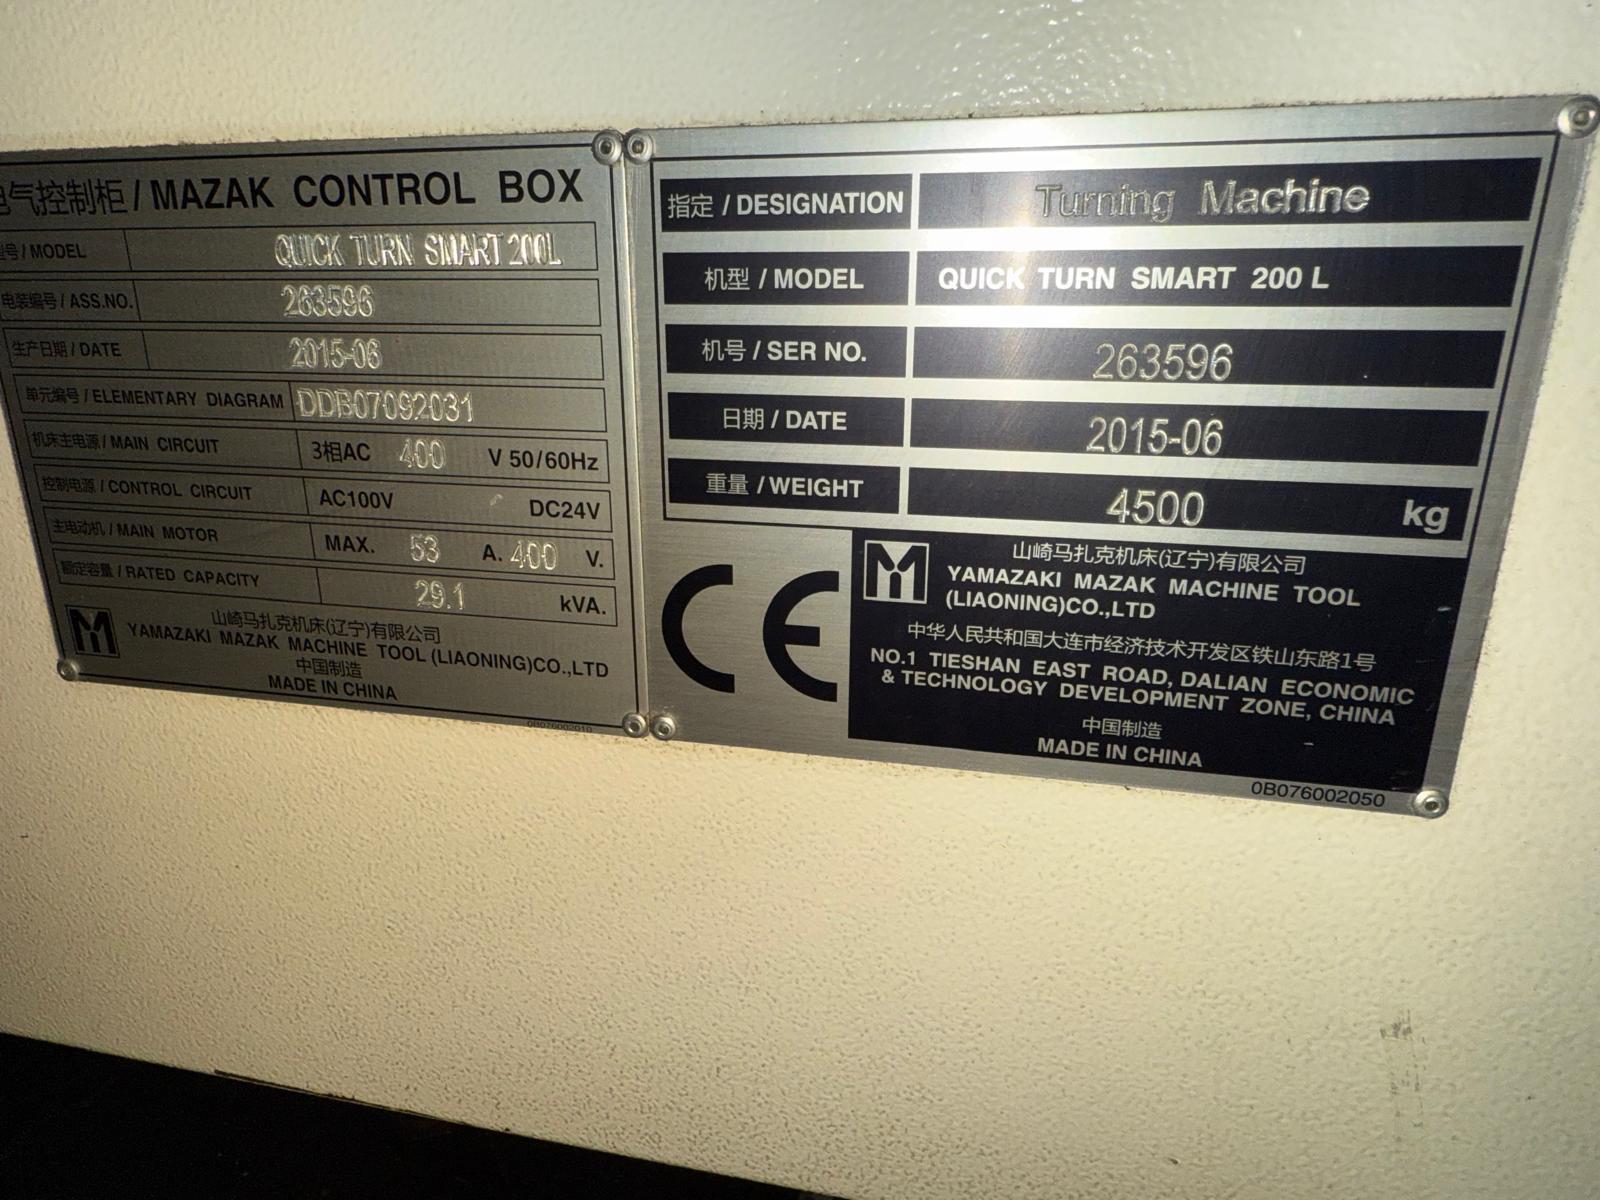 气控制柜 / MAZAK CONTROL BOX
号 / MODEL QUICK TURN SMART 200L
电装编号 / ASS.NO. 263596
生产日期 / DATE 2015-06
单元编号 / ELEMENTARY DIAGRAM DDB07092031
机床主电源 / MAIN CIRCUIT 3相AC 400 V 50/60Hz
控制电源 / CONTROL CIRCUIT AC100V DC24V
主电动机 / MAIN MOTOR MAX. 53 A. 400 V.
额定容量 / RATED CAPACITY 29.1 kVA.
山崎马扎克机床(辽宁)有限公司
YAMAZAKI MAZAK MACHINE TOOL (LIAONING)CO.,LTD
中国制造
MADE IN CHINA
0B076002010
指定 / DESIGNATION Turning Machine
机型 / MODEL QUICK TURN SMART 200 L
机号 / SER NO. 263596
日期 / DATE 2015-06
重量 / WEIGHT 4500 kg
CE
山崎马扎克机床(辽宁)有限公司
YAMAZAKI MAZAK MACHINE TOOL
(LIAONING)CO.,LTD
中华人民共和国大连市经济技术开发区铁山东路1号
NO.1 TIESHAN EAST ROAD, DALIAN ECONOMIC
& TECHNOLOGY DEVELOPMENT ZONE, CHINA
中国制造
MADE IN CHINA
0B076002050